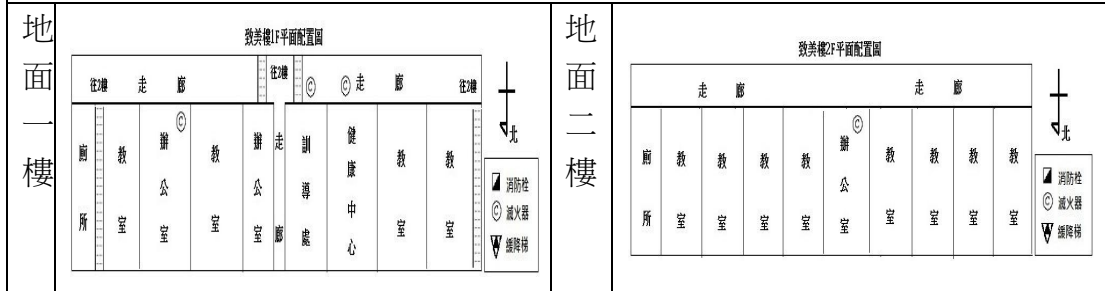 地面一樓
致美樓1F平面配置圖
往2樓
走廊
往2樓
Ⓒ
Ⓒ
走廊
往2樓
廁所
教室
辦公室
Ⓒ
教室
辦公室
走廊
訓導處
健康中心
教室
教室
北
消防栓
Ⓒ 滅火器
緩降梯
地面二樓
致美樓2F平面配置圖
走廊
走廊
廁所
教室
教室
教室
教室
辦公室
Ⓒ
教室
教室
教室
教室
北
消防栓
Ⓒ 滅火器
緩降梯